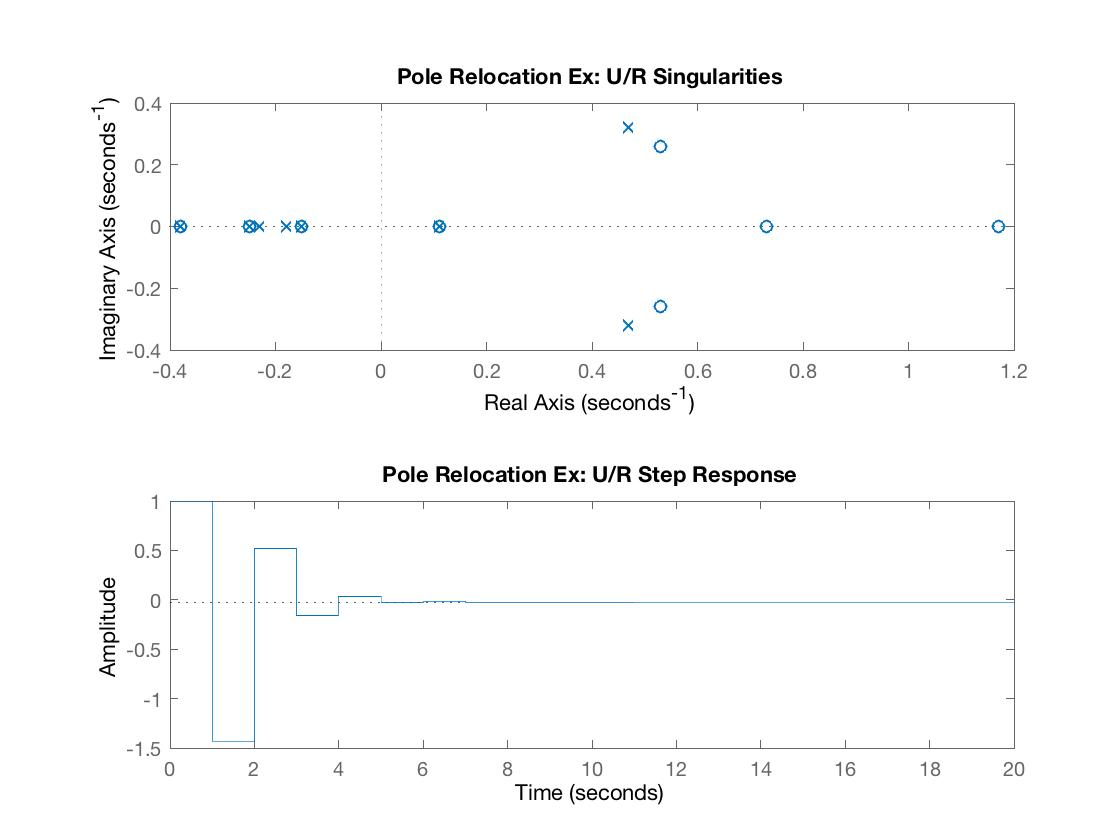 Pole Relocation Ex: U/R Singularities
Imaginary Axis (seconds⁻¹)
0.4
0.2
0
-0.2
-0.4
-0.4 -0.2 0 0.2 0.4 0.6 0.8 1 1.2
Real Axis (seconds⁻¹)
Pole Relocation Ex: U/R Step Response
Amplitude
1
0.5
0
-0.5
-1
-1.5
0 2 4 6 8 10 12 14 16 18 20
Time (seconds)